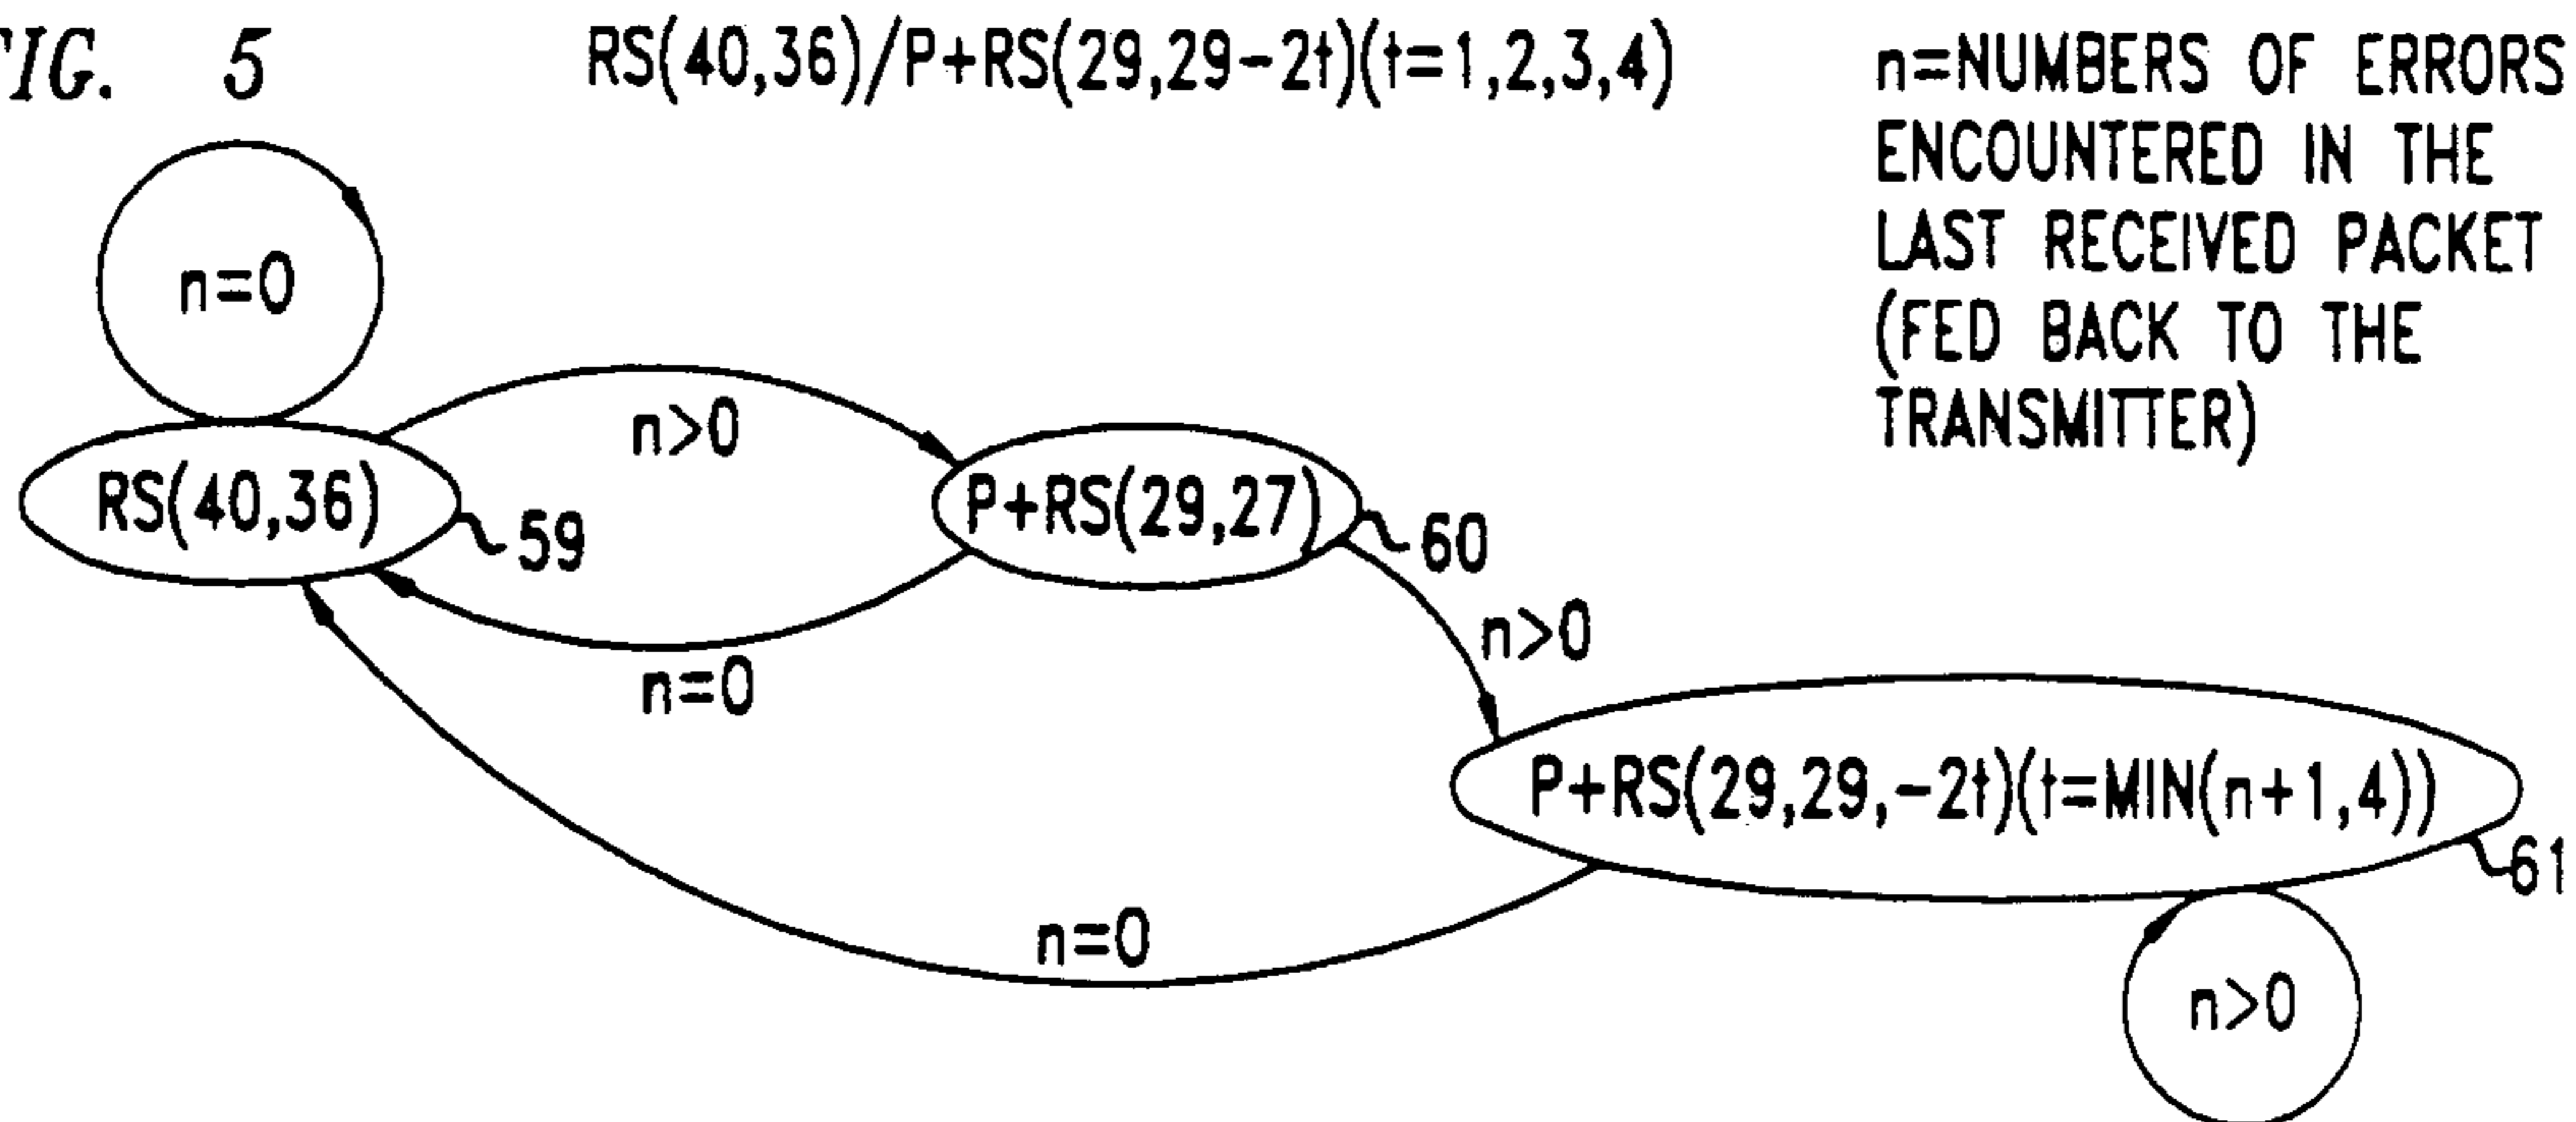 FIG. 5
RS(40,36)/P+RS(29,29-2t)(t=1,2,3,4)
n=NUMBERS OF ERRORS
ENCOUNTERED IN THE
LAST RECEIVED PACKET
(FED BACK TO THE
TRANSMITTER)
n=0
n>0
RS(40,36)
59
P+RS(29,27)
60
n=0
n>0
P+RS(29,29,-2t)(t=MIN(n+1,4))
61
n=0
n>0